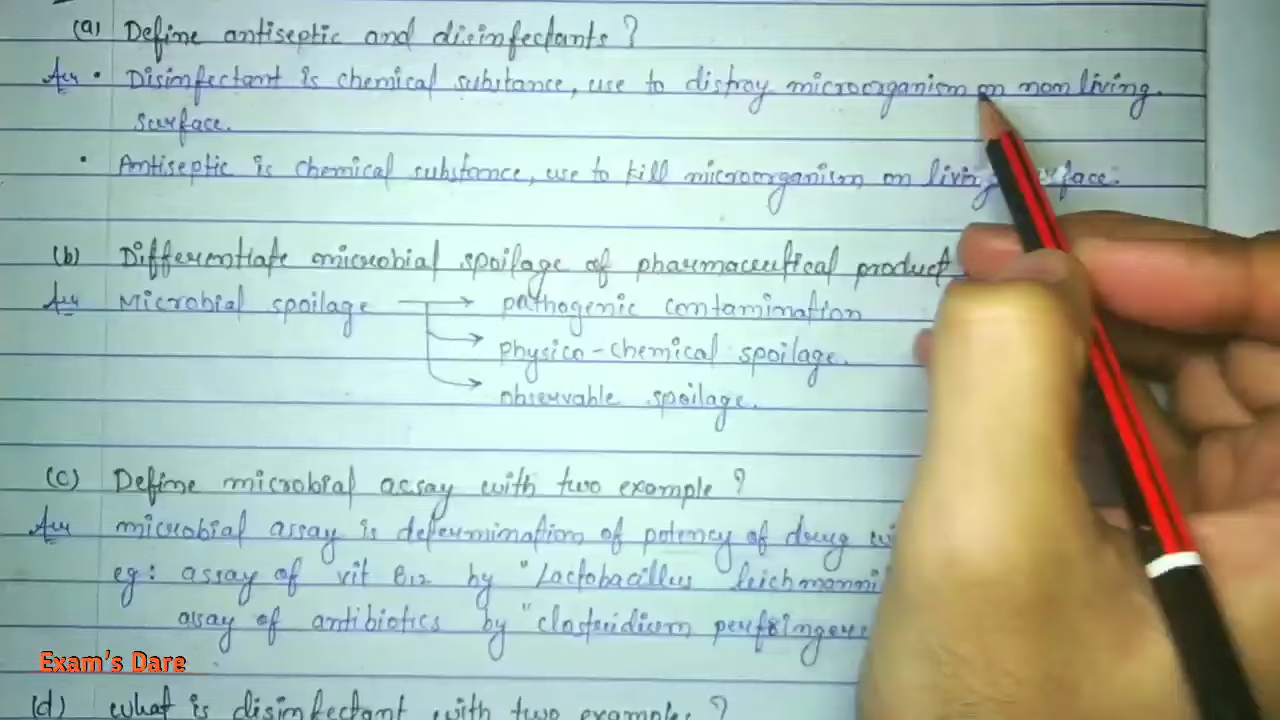 (a) Define antiseptic and disinfectants ?
Ans • Disinfectant is chemical substance, use to distroy microorganism on non living
surface.
• Antiseptic is chemical substance, use to kill microorganism on living
(b) Differentiate microbial spoilage of pharmaceutical product
Ans Microbial spoilage → pathogenic contamination
→ physico-chemical spoilage.
→ observable spoilage.
(c) Define microbial assay with two example ?
Ans microbial assay is determination of potency of drug
eg: assay of vit B12 by "Lactobacillus leichmanni
assay of antibiotics by "clostridium
Exam's Dare
(d) what is disinfectant with two example. ?